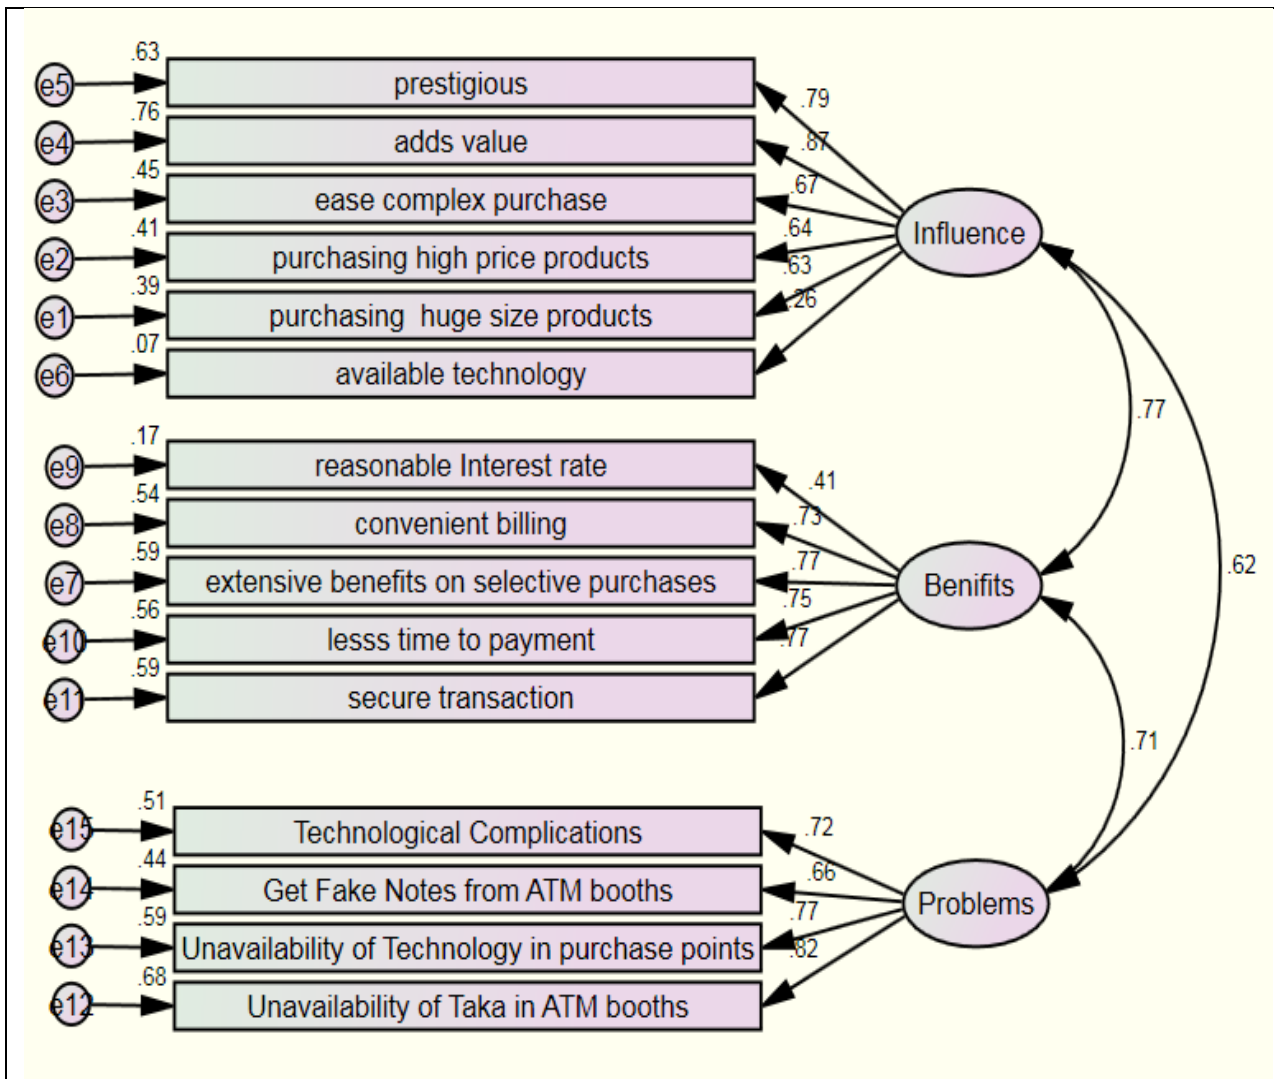 .63
e5 prestigious .79
.76
e4 adds value .87
.45
e3 ease complex purchase .67
Influence
.41
e2 purchasing high price products .64
.39
e1 purchasing  huge size products .63
.07
e6 available technology .26
.77
.17
e9 reasonable Interest rate .41
.54
e8 convenient billing .73
.59
e7 extensive benefits on selective purchases .77
Benifits
.62
.56
e10 lesss time to payment .75
.59
e11 secure transaction .77
.71
.51
e15 Technological Complications .72
.44
e14 Get Fake Notes from ATM booths .66
Problems
.59
e13 Unavailability of Technology in purchase points .77
.68
e12 Unavailability of Taka in ATM booths .82